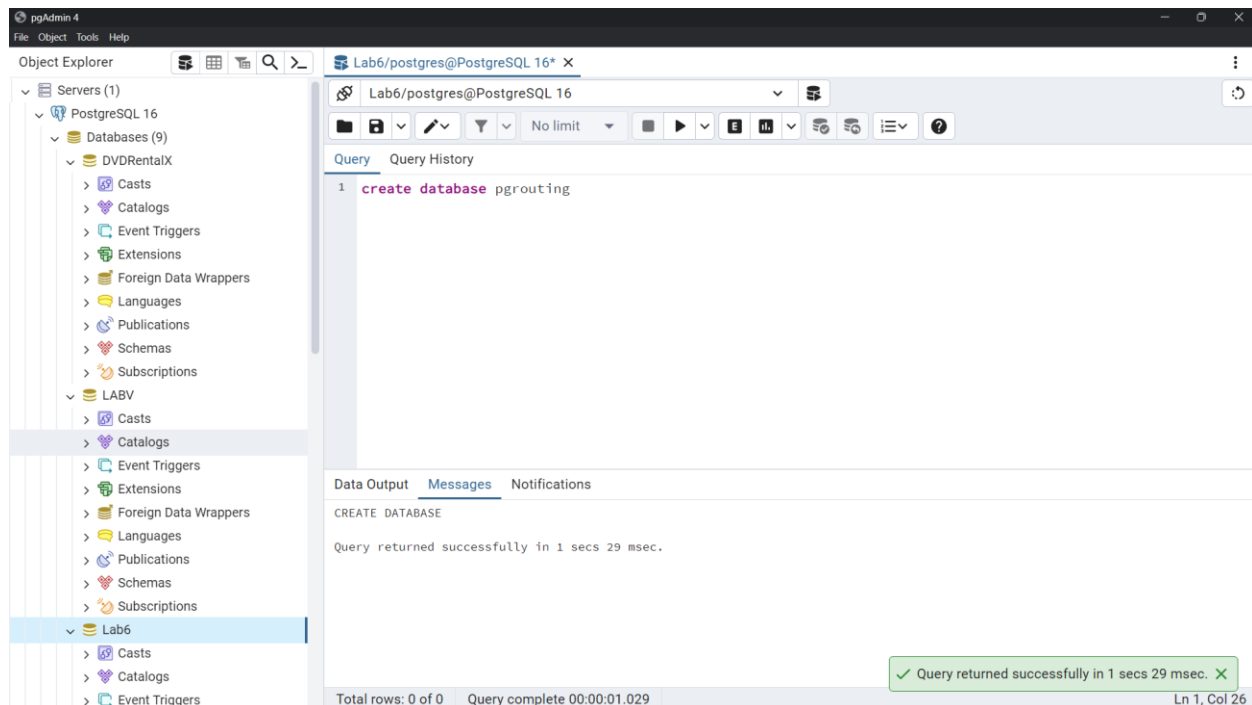 pgAdmin 4
File Object Tools Help
Object Explorer
Servers (1)
PostgreSQL 16
Databases (9)
DVDRentalX
Casts
Catalogs
Event Triggers
Extensions
Foreign Data Wrappers
Languages
Publications
Schemas
Subscriptions
LABV
Casts
Catalogs
Event Triggers
Extensions
Foreign Data Wrappers
Languages
Publications
Schemas
Subscriptions
Lab6
Casts
Catalogs
Event Triggers
Lab6/postgres@PostgreSQL 16*
Lab6/postgres@PostgreSQL 16
No limit
E
Query Query History
1 create database pgrouting
Data Output Messages Notifications
CREATE DATABASE
Query returned successfully in 1 secs 29 msec.
Query returned successfully in 1 secs 29 msec.
Total rows: 0 of 0 Query complete 00:00:01.029 Ln 1, Col 26